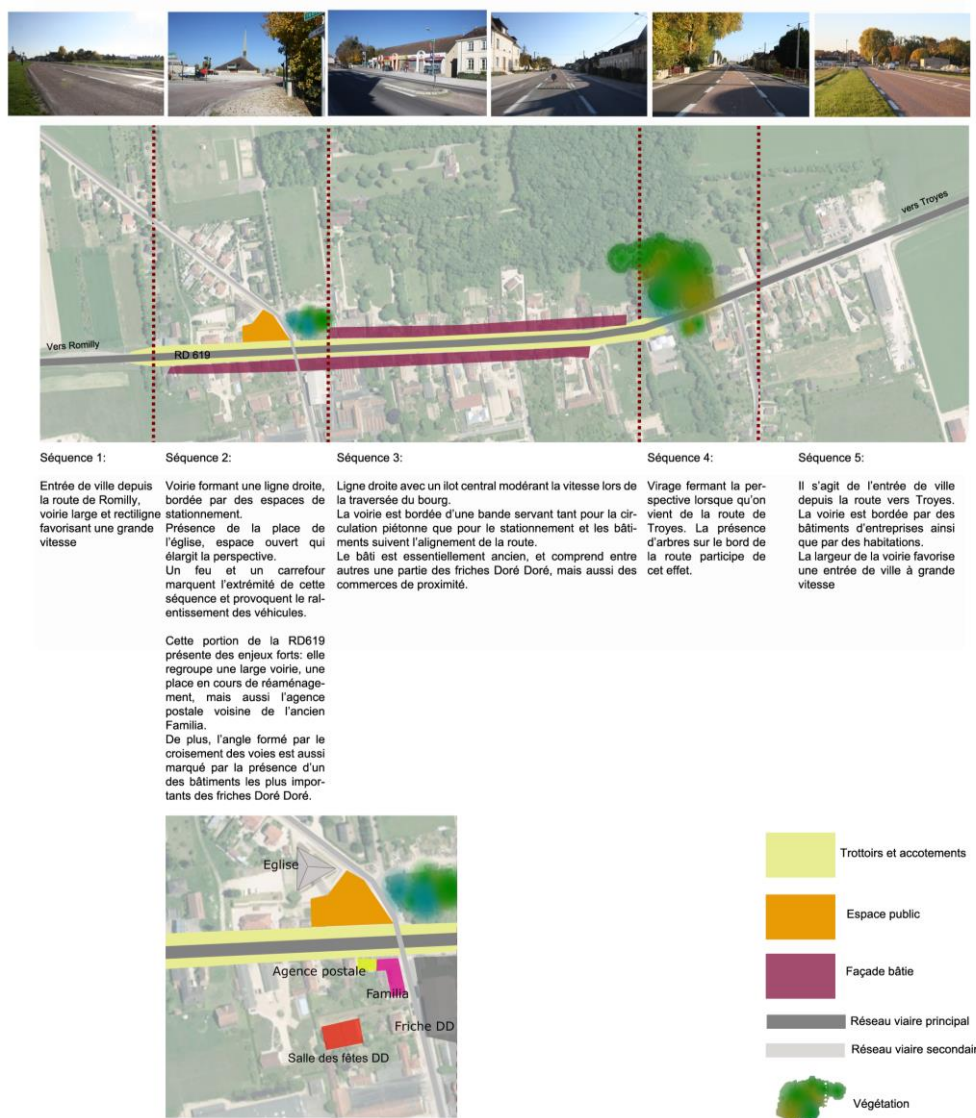 Vers Romilly
RD 619
vers Troyes
Séquence 1:
Entrée de ville depuis
la route de Romilly,
voirie large et rectiligne
favorisant une grande
vitesse
Séquence 2:
Voirie formant une ligne droite,
bordée par des espaces de
stationnement.
Présence de la place de
l'église, espace ouvert qui
élargit la perspective.
Un feu et un carrefour
marquent l'extrémité de cette
séquence et provoquent le ral-
entissement des véhicules.
Cette portion de la RD619
présente des enjeux forts: elle
regroupe une large voirie, une
place en cours de réaménage-
ment, mais aussi l'agence
postale voisine de l'ancien
Familia.
De plus, l'angle formé par le
croisement des voies est aussi
marqué par la présence d'un
des bâtiments les plus impor-
tants des friches Doré Doré.
Séquence 3:
Ligne droite avec un ilot central modérant la vitesse lors de
la traversée du bourg.
La voirie est bordée d'une bande servant tant pour la cir-
culation piétonne que pour le stationnement et les bâti-
ments suivent l'alignement de la route.
Le bâti est essentiellement ancien, et comprend entre
autres une partie des friches Doré Doré, mais aussi des
commerces de proximité.
Séquence 4:
Virage fermant la per-
spective lorsqu'on
vient de la route de
Troyes. La présence
d'arbres sur le bord de
la route participe de
cet effet.
Séquence 5:
Il s'agit de l'entrée de ville
depuis la route vers Troyes.
La voirie est bordée par des
bâtiments d'entreprises ainsi
que par des habitations.
La largeur de la voirie favorise
une entrée de ville à grande
vitesse
Eglise
Agence postale
Familia
Friche DD
Salle des fêtes DD
Trottoirs et accotements
Espace public
Façade bâtie
Réseau viaire principal
Réseau viaire secondair
Végétation